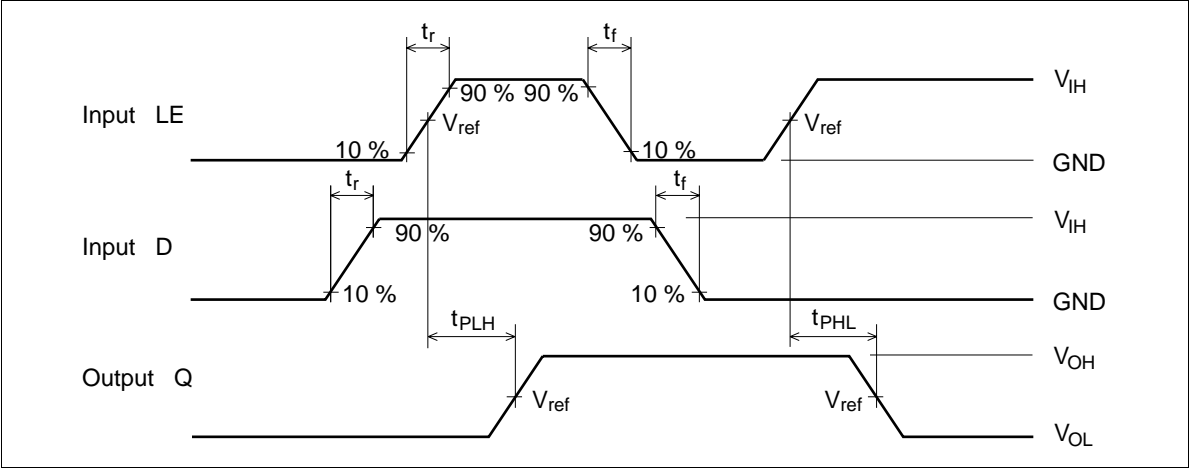 tr tf
Input LE 90 % 90 % VIH
Vref Vref
10 % 10 % GND
tr tf
Input D 90 % 90 % VIH
10 % 10 % GND
tPLH tPHL
Output Q VOH
Vref Vref
VOL